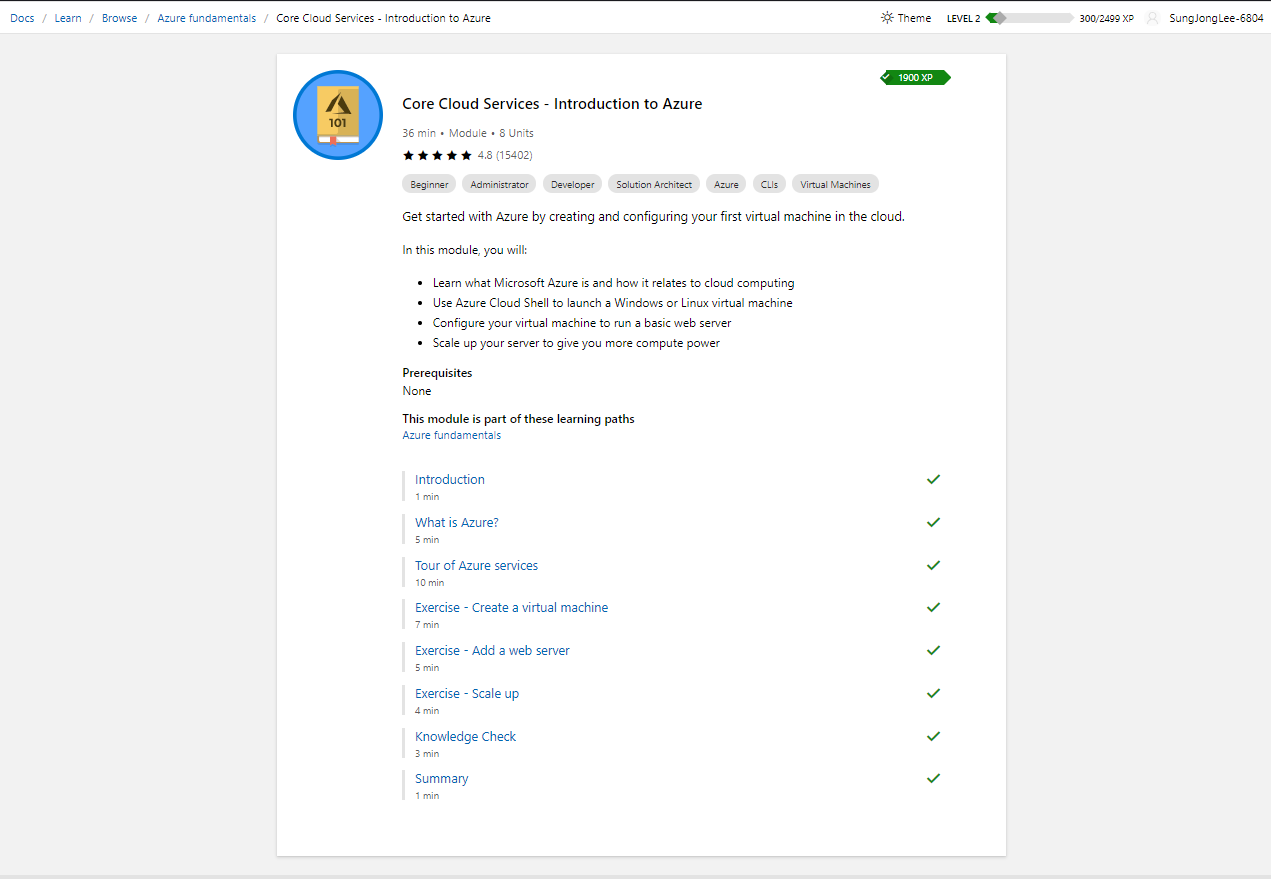 Docs / Learn / Browse / Azure fundamentals / Core Cloud Services - Introduction to Azure
Theme LEVEL 2 300/2499 XP SungJongLee-6804
1900 XP
101
Core Cloud Services - Introduction to Azure
36 min • Module • 8 Units
4.8 (15402)
Beginner Administrator Developer Solution Architect Azure CLIs Virtual Machines
Get started with Azure by creating and configuring your first virtual machine in the cloud.
In this module, you will:
• Learn what Microsoft Azure is and how it relates to cloud computing
• Use Azure Cloud Shell to launch a Windows or Linux virtual machine
• Configure your virtual machine to run a basic web server
• Scale up your server to give you more compute power
Prerequisites
None
This module is part of these learning paths
Azure fundamentals
Introduction
1 min
What is Azure?
5 min
Tour of Azure services
10 min
Exercise - Create a virtual machine
7 min
Exercise - Add a web server
5 min
Exercise - Scale up
4 min
Knowledge Check
3 min
Summary
1 min